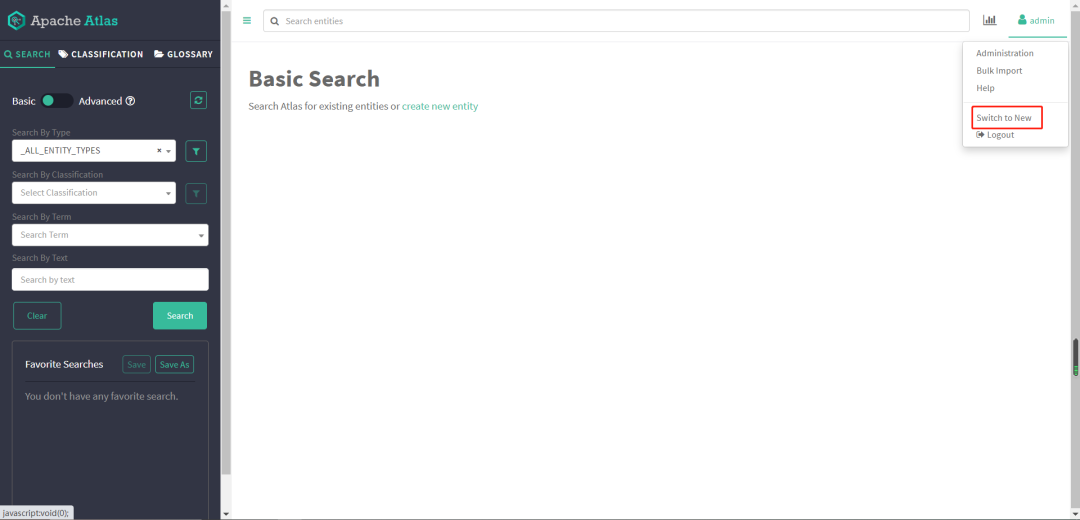 Apache Atlas
Search entities
admin
SEARCH CLASSIFICATION GLOSSARY
Administration
Bulk Import
Help
Switch to New
Logout
Basic Advanced
Search By Type
_ALL_ENTITY_TYPES ×
Search By Classification
Select Classification
Search By Term
Search Term
Search By Text
Search by text
Clear Search
Favorite Searches Save Save As
You don't have any favorite search.
Basic Search
Search Atlas for existing entities or create new entity
javascript:void(0);